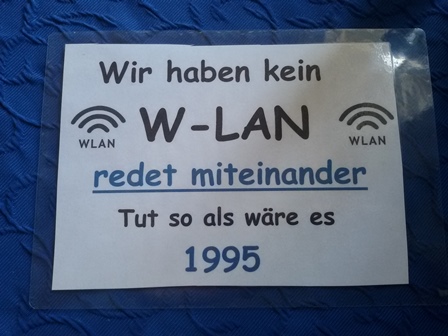 Wir haben kein
W-LAN
WLAN
WLAN
redet miteinander
Tut so als wäre es
1995